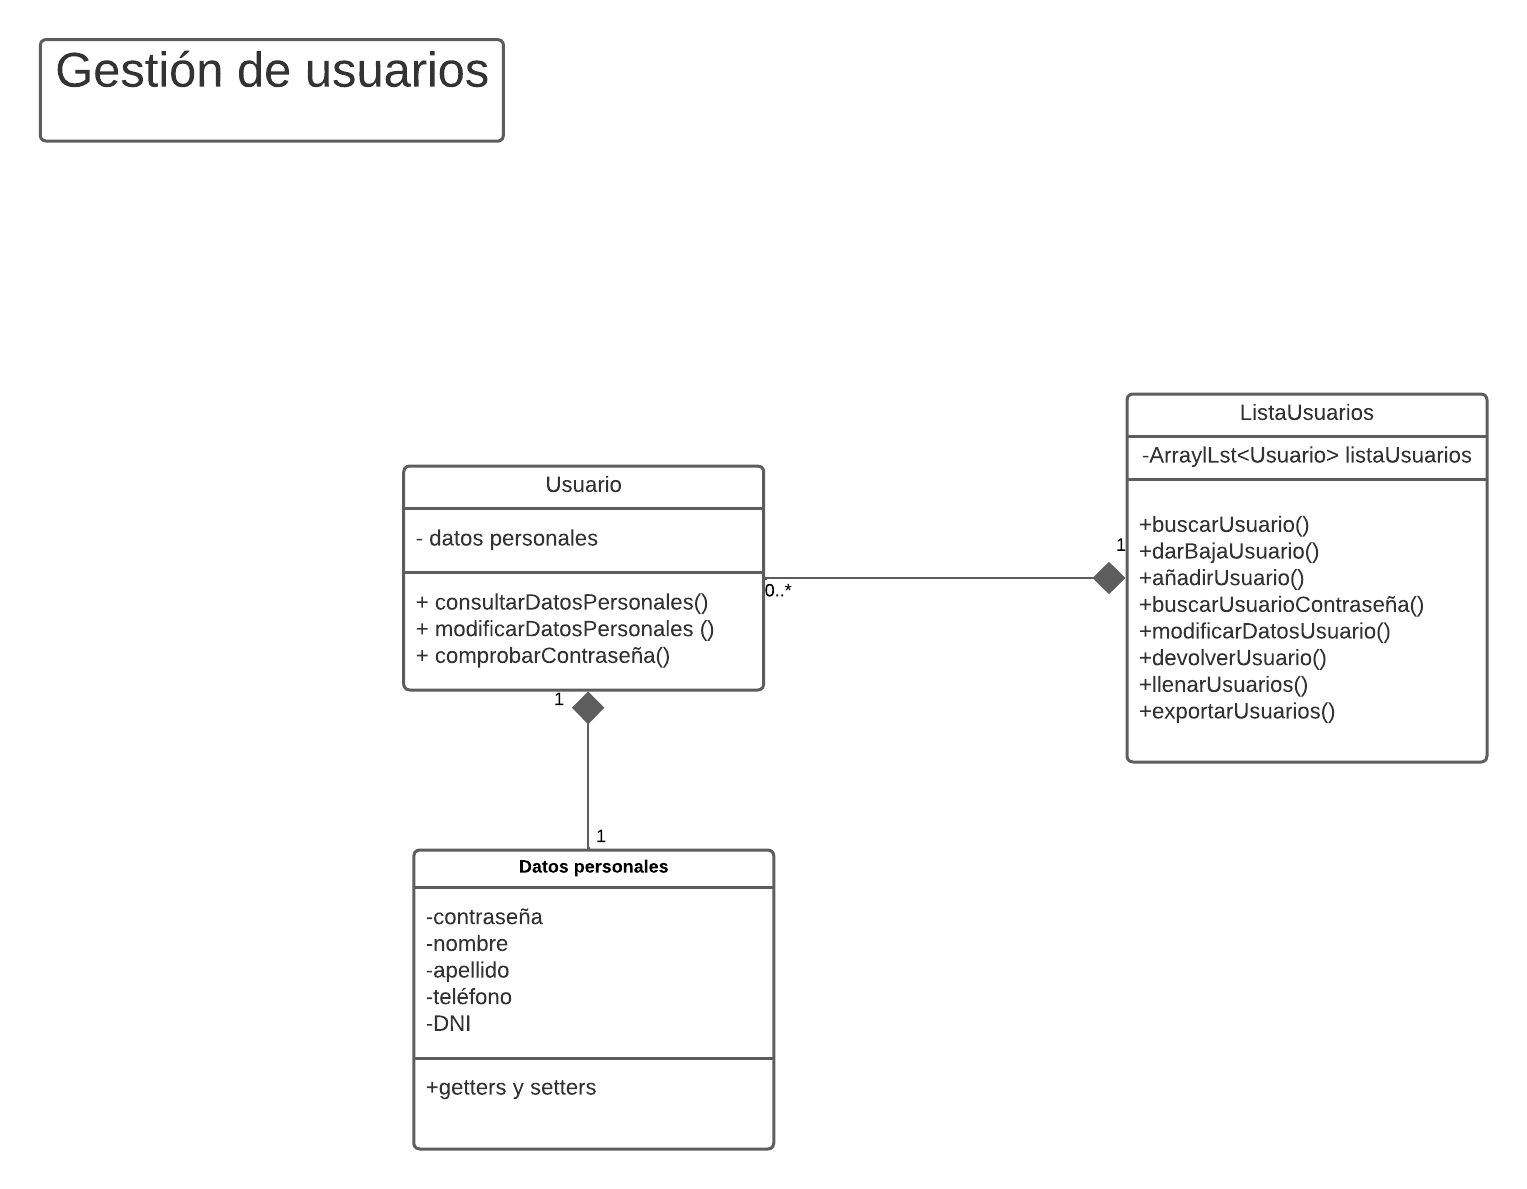 Gestión de usuarios
ListaUsuarios
-ArraylLst<Usuario> listaUsuarios
+buscarUsuario()
+darBajaUsuario()
+añadirUsuario()
+buscarUsuarioContraseña()
+modificarDatosUsuario()
+devolverUsuario()
+llenarUsuarios()
+exportarUsuarios()
1
0..*
Usuario
- datos personales
+ consultarDatosPersonales()
+ modificarDatosPersonales ()
+ comprobarContraseña()
1
1
Datos personales
-contraseña
-nombre
-apellido
-teléfono
-DNI
+getters y setters